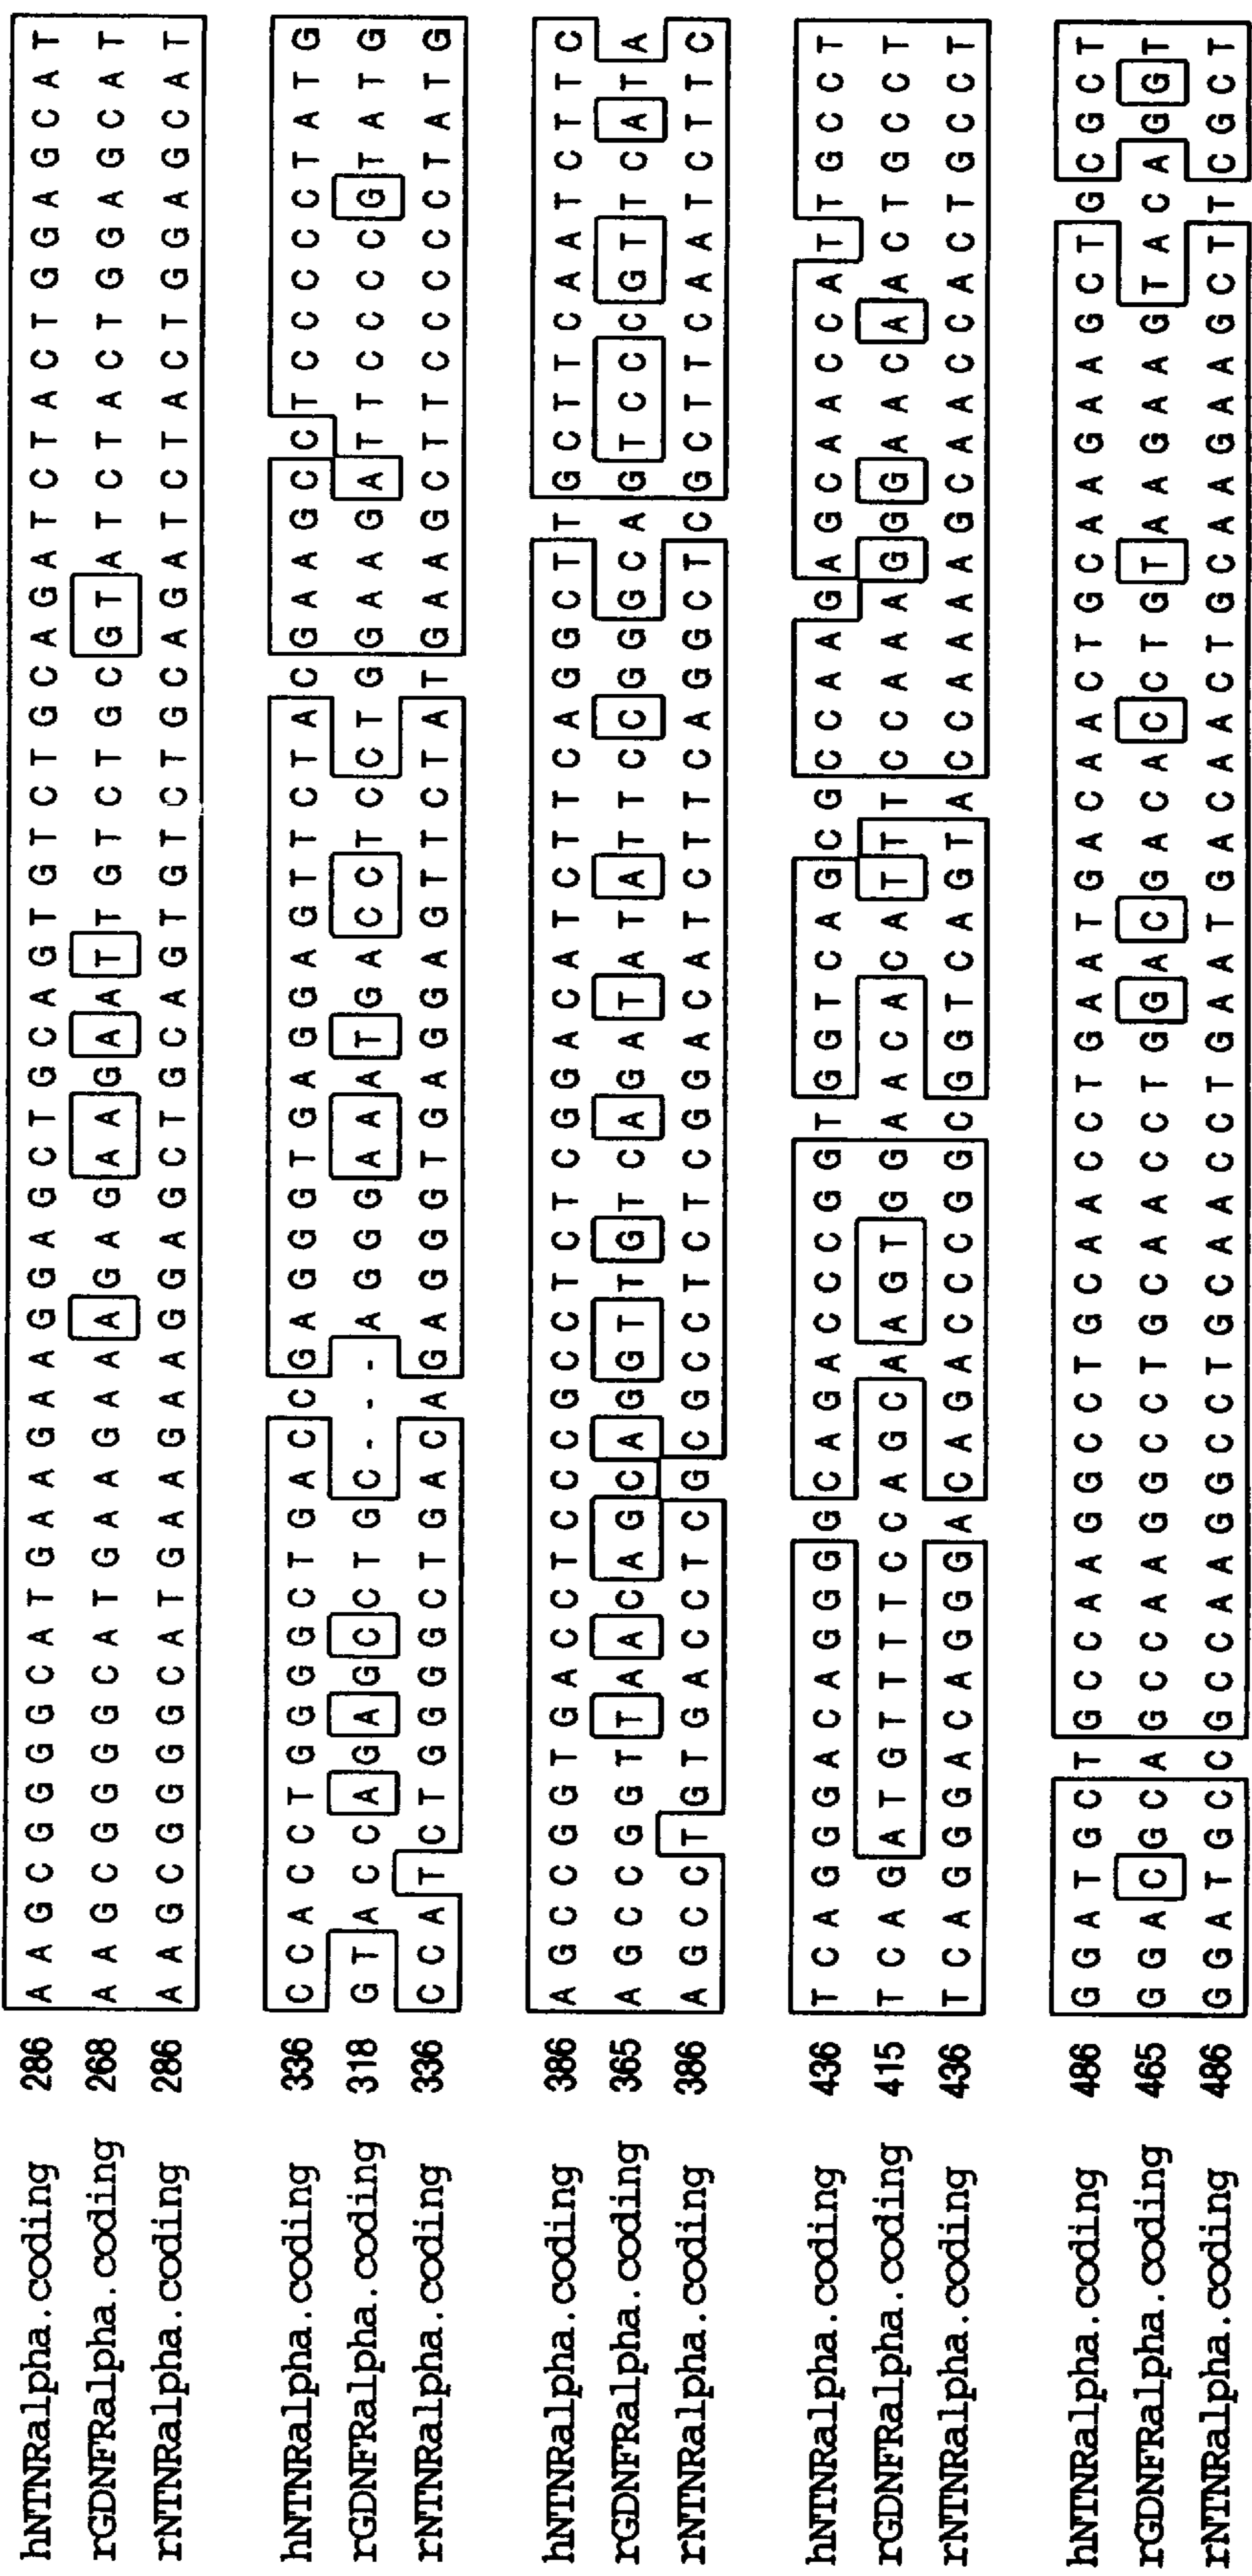 hNTNRalpha.coding 286 A A G C G G G G C A T G A A G A A G G A G C T G C A G T G T C T G C A G A T C T A C T G G A G C A T
rGDNFRalpha.coding 268 A A G C G G G G C A T G A A G A A A G A G A A G A A T T G T C T G C G T A T C T A C T G G A G C A T
rNTNRalpha.coding 286 A A G C G G G G C A T G A A G A A G G A G C T G C A G T G T C T G C A G A T C T A C T G G A G C A T
hNTNRalpha.coding 336 C C A C C T G G G G C T G A C C G A G G G T G A G G A G T T C T A C G A A G C C T C C C C C T A T G
rGDNFRalpha.coding 318 G T A C C A G A G C C T G C - - - A G G G A A A T G A C C T C C T G G A A G A T T C C C C G T A T G
rNTNRalpha.coding 336 C C A T C T G G G G C T G A C A G A G G G T G A G G A G T T C T A T G A A G C T T C C C C C T A T G
hNTNRalpha.coding 386 A G C C G G T G A C C T C C C G C C T C T C G G A C A T C T T C A G G C T T G C T T C A A T C T T C
rGDNFRalpha.coding 365 A G C C G G T T A A C A G C A G G T T G T C A G A T A T A T T C C G G G C A G T C C C G T T C A T A
rNTNRalpha.coding 386 A G C C T G T G A C C T C G C G C C T C T C G G A C A T C T T C A G G C T C G C T T C A A T C T T C
hNTNRalpha.coding 436 T C A G G G A C A G G G G C A G A C C C G G T G G T C A G C G C C A A G A G C A A C C A T T G C C T
rGDNFRalpha.coding 415 T C A G A T G T T T T C C A G C A A G T G G A A C A C A T T T C C A A A G G G A A C A A C T G C C T
rNTNRalpha.coding 436 T C A G G G A C A G G G A C A G A C C C G G C G G T C A G T A C C A A A A G C A A C C A C T G C C T
hNTNRalpha.coding 486 G G A T G C T G C C A A G G C C T G C A A C C T G A A T G A C A A C T G C A A G A A G C T G C G C T
rGDNFRalpha.coding 465 G G A C G C A G C C A A G G C C T G C A A C C T G G A C G A C A C C T G T A A G A A G T A C A G G T
rNTNRalpha.coding 486 G G A T G C C G C C A A G G C C T G C A A C C T G A A T G A C A A C T G C A A G A A G C T T C G C T